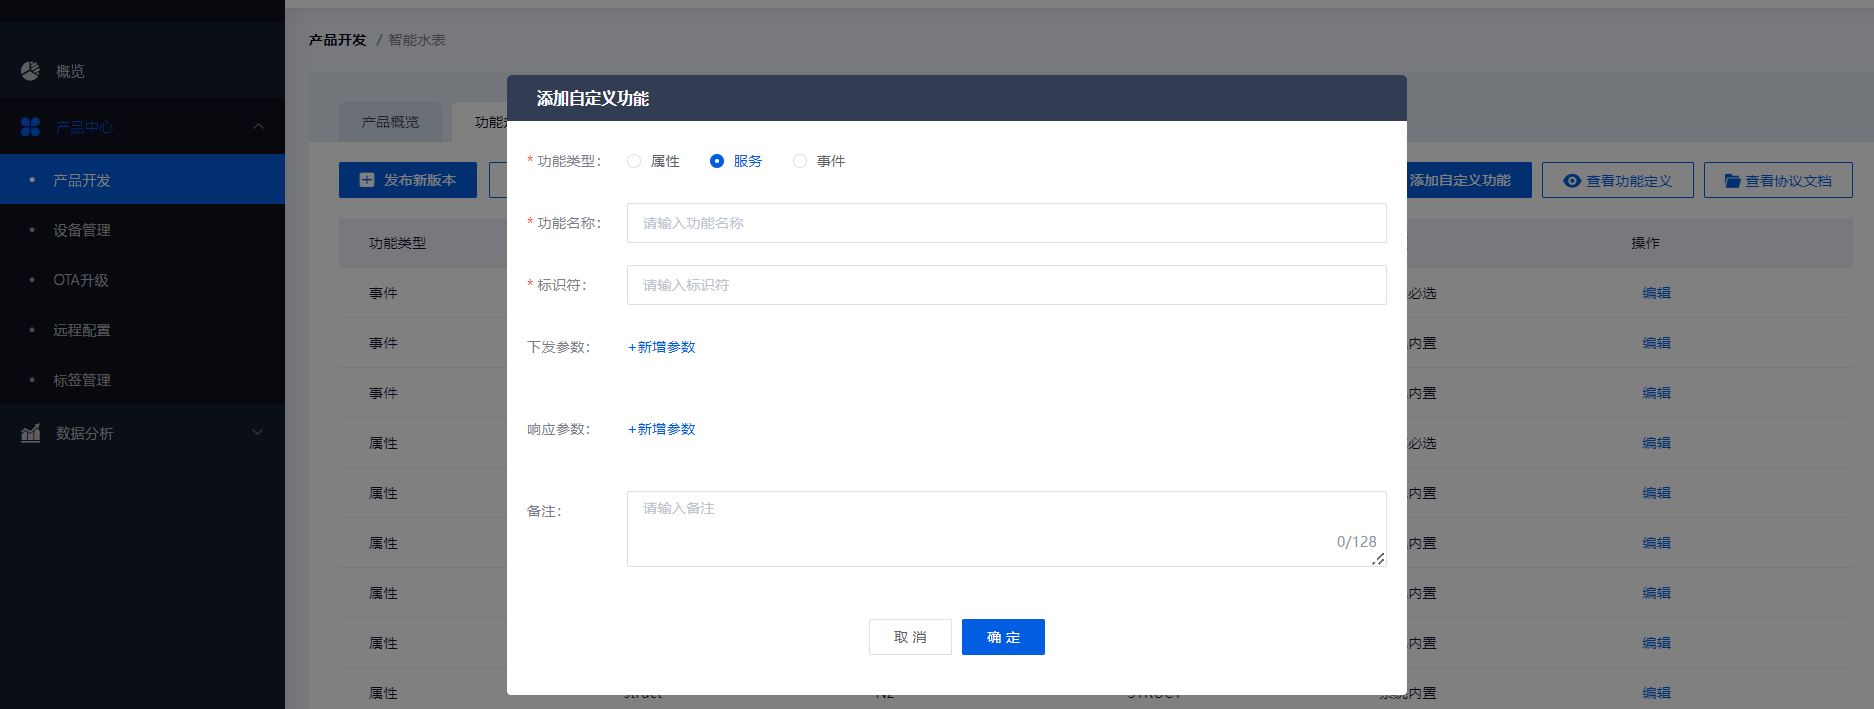 概览
产品中心
产品开发
设备管理
OTA升级
远程配置
标签管理
数据分析
产品开发 / 智能水表
产品概览
功能
发布新版本
添加自定义功能
查看功能定义
查看协议文档
功能类型
操作
事件
必选
编辑
事件
内置
编辑
事件
内置
编辑
属性
必选
编辑
属性
内置
编辑
属性
内置
编辑
属性
内置
编辑
属性
内置
编辑
属性
struct
N2
STRUCT
系统内置
编辑
添加自定义功能
* 功能类型：
属性
服务
事件
* 功能名称：
请输入功能名称
* 标识符：
请输入标识符
下发参数：
+新增参数
响应参数：
+新增参数
备注：
请输入备注
0/128
取 消
确 定